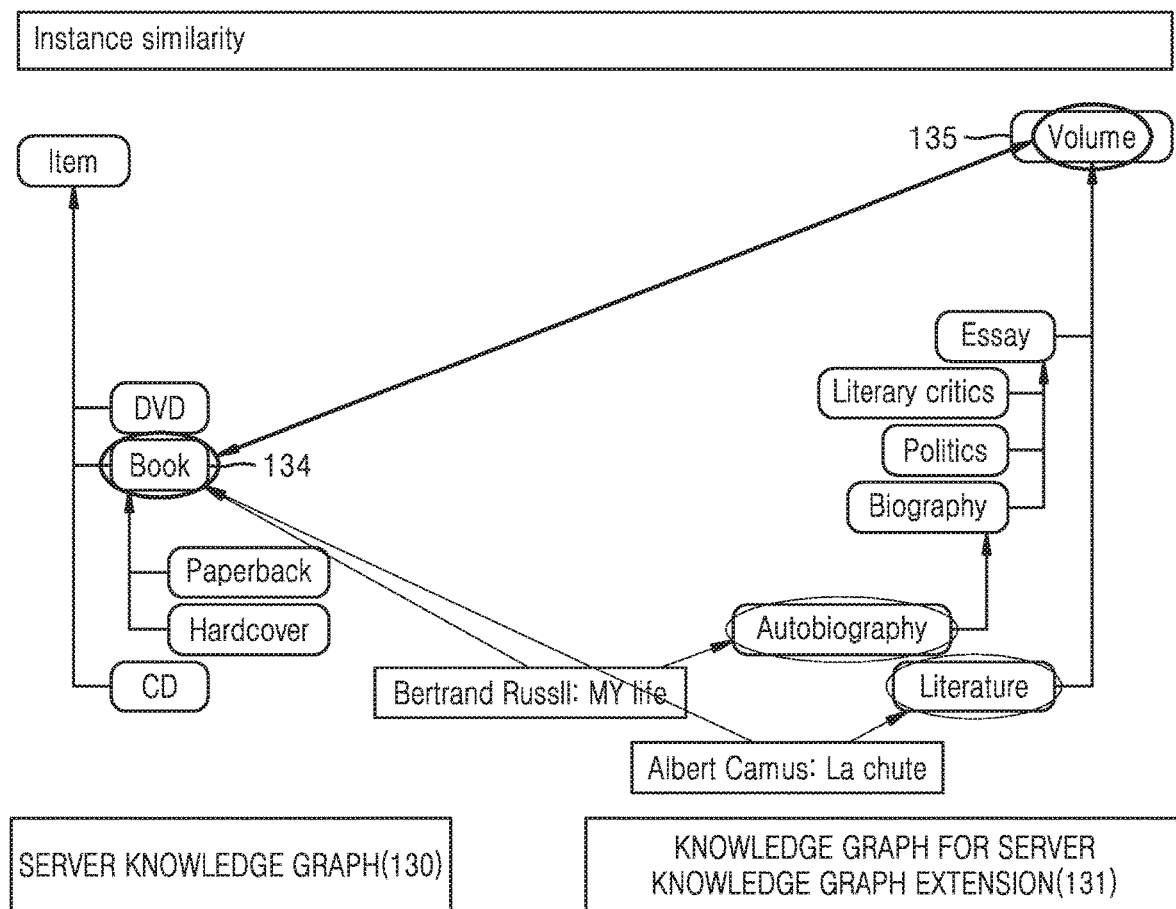 Instance similarity
135
Volume
Item
Essay
DVD
Literary critics
Book
134
Politics
Biography
Paperback
Hardcover
Autobiography
CD
Bertrand Russll: MY life
Literature
Albert Camus: La chute
SERVER KNOWLEDGE GRAPH(130)
KNOWLEDGE GRAPH FOR SERVER
KNOWLEDGE GRAPH EXTENSION(131)